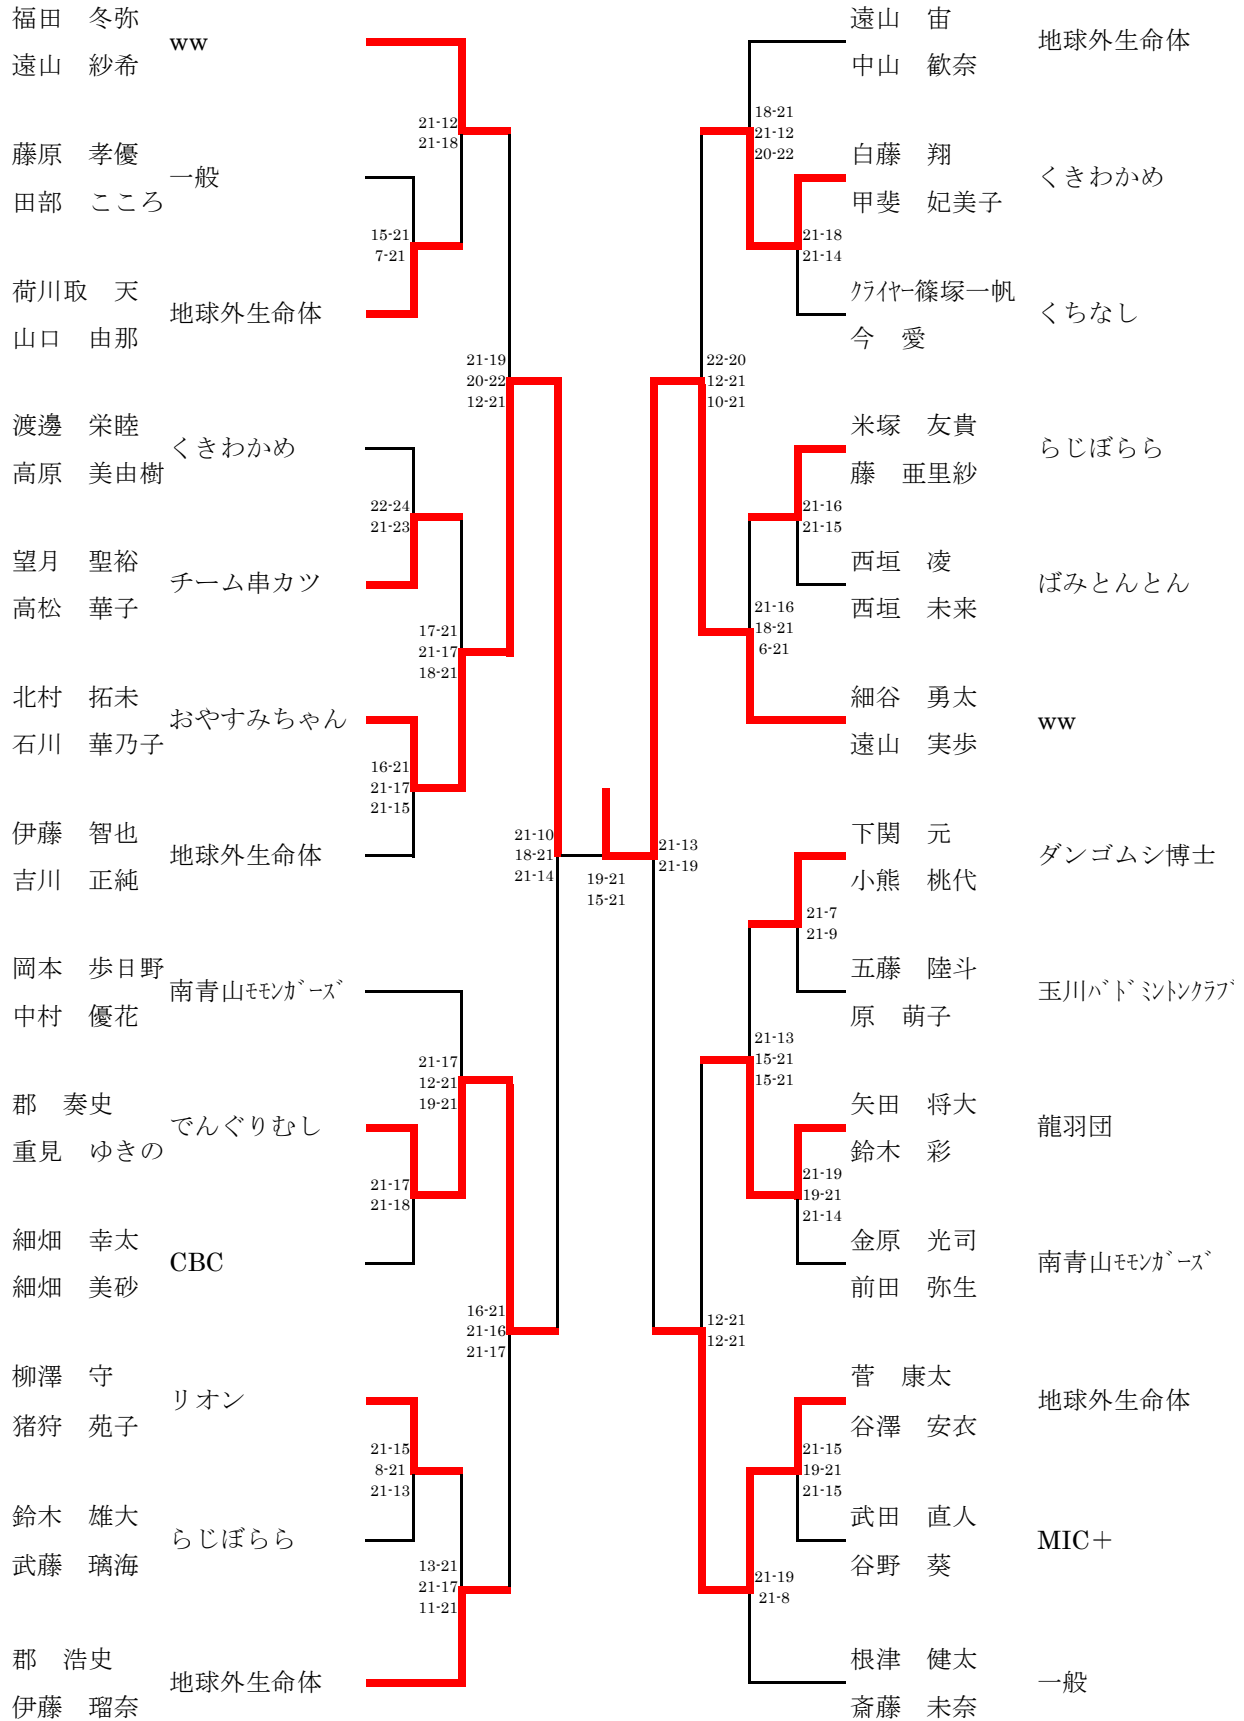 福田　冬弥
ww
遠山　紗希
21-12
21-18
藤原　孝優
一般
田部　こころ
15-21
7-21
荷川取　天
地球外生命体
山口　由那
21-19
20-22
12-21
渡邊　栄睦
くきわかめ
高原　美由樹
22-24
21-23
望月　聖裕
チーム串カツ
高松　華子
17-21
21-17
18-21
北村　拓未
おやすみちゃん
石川　華乃子
16-21
21-17
21-15
伊藤　智也
地球外生命体
吉川　正純
21-10
18-21
21-14
岡本　歩日野
南青山ﾓﾓﾝｶﾞｰｽﾞ
中村　優花
21-17
12-21
19-21
郡　奏史
でんぐりむし
重見　ゆきの
21-17
21-18
細畑　幸太
CBC
細畑　美砂
16-21
21-16
21-17
柳澤　守
リオン
猪狩　苑子
21-15
8-21
21-13
鈴木　雄大
らじぼらら
武藤　璃海
13-21
21-17
11-21
郡　浩史
地球外生命体
伊藤　瑠奈
19-21
15-21
遠山　宙
地球外生命体
中山　歓奈
18-21
21-12
20-22
白藤　翔
くきわかめ
甲斐　妃美子
21-18
21-14
ｸﾗｲﾔｰ篠塚一帆
くちなし
今　愛
22-20
12-21
10-21
米塚　友貴
らじぼらら
藤　亜里紗
21-16
21-15
西垣　凌
ばみとんとん
西垣　未来
21-16
18-21
6-21
細谷　勇太
ww
遠山　実歩
21-13
21-19
下関　元
ダンゴムシ博士
小熊　桃代
21-7
21-9
五藤　陸斗
玉川ﾊﾞﾄﾞﾐﾝﾄﾝｸﾗﾌﾞ
原　萌子
21-13
15-21
15-21
矢田　将大
龍羽団
鈴木　彩
21-19
19-21
21-14
金原　光司
南青山ﾓﾓﾝｶﾞｰｽﾞ
前田　弥生
12-21
12-21
菅　康太
地球外生命体
谷澤　安衣
21-15
19-21
21-15
武田　直人
MIC＋
谷野　葵
21-19
21-8
根津　健太
一般
斎藤　未奈